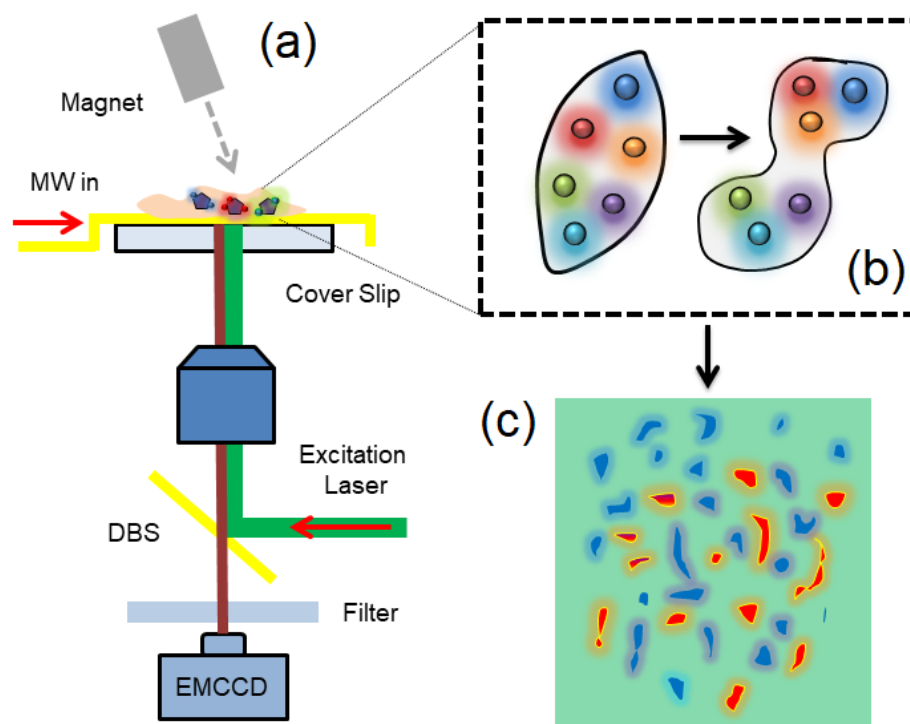 (a)
Magnet
MW in
Cover Slip
(b)
(c)
Excitation
Laser
DBS
Filter
EMCCD